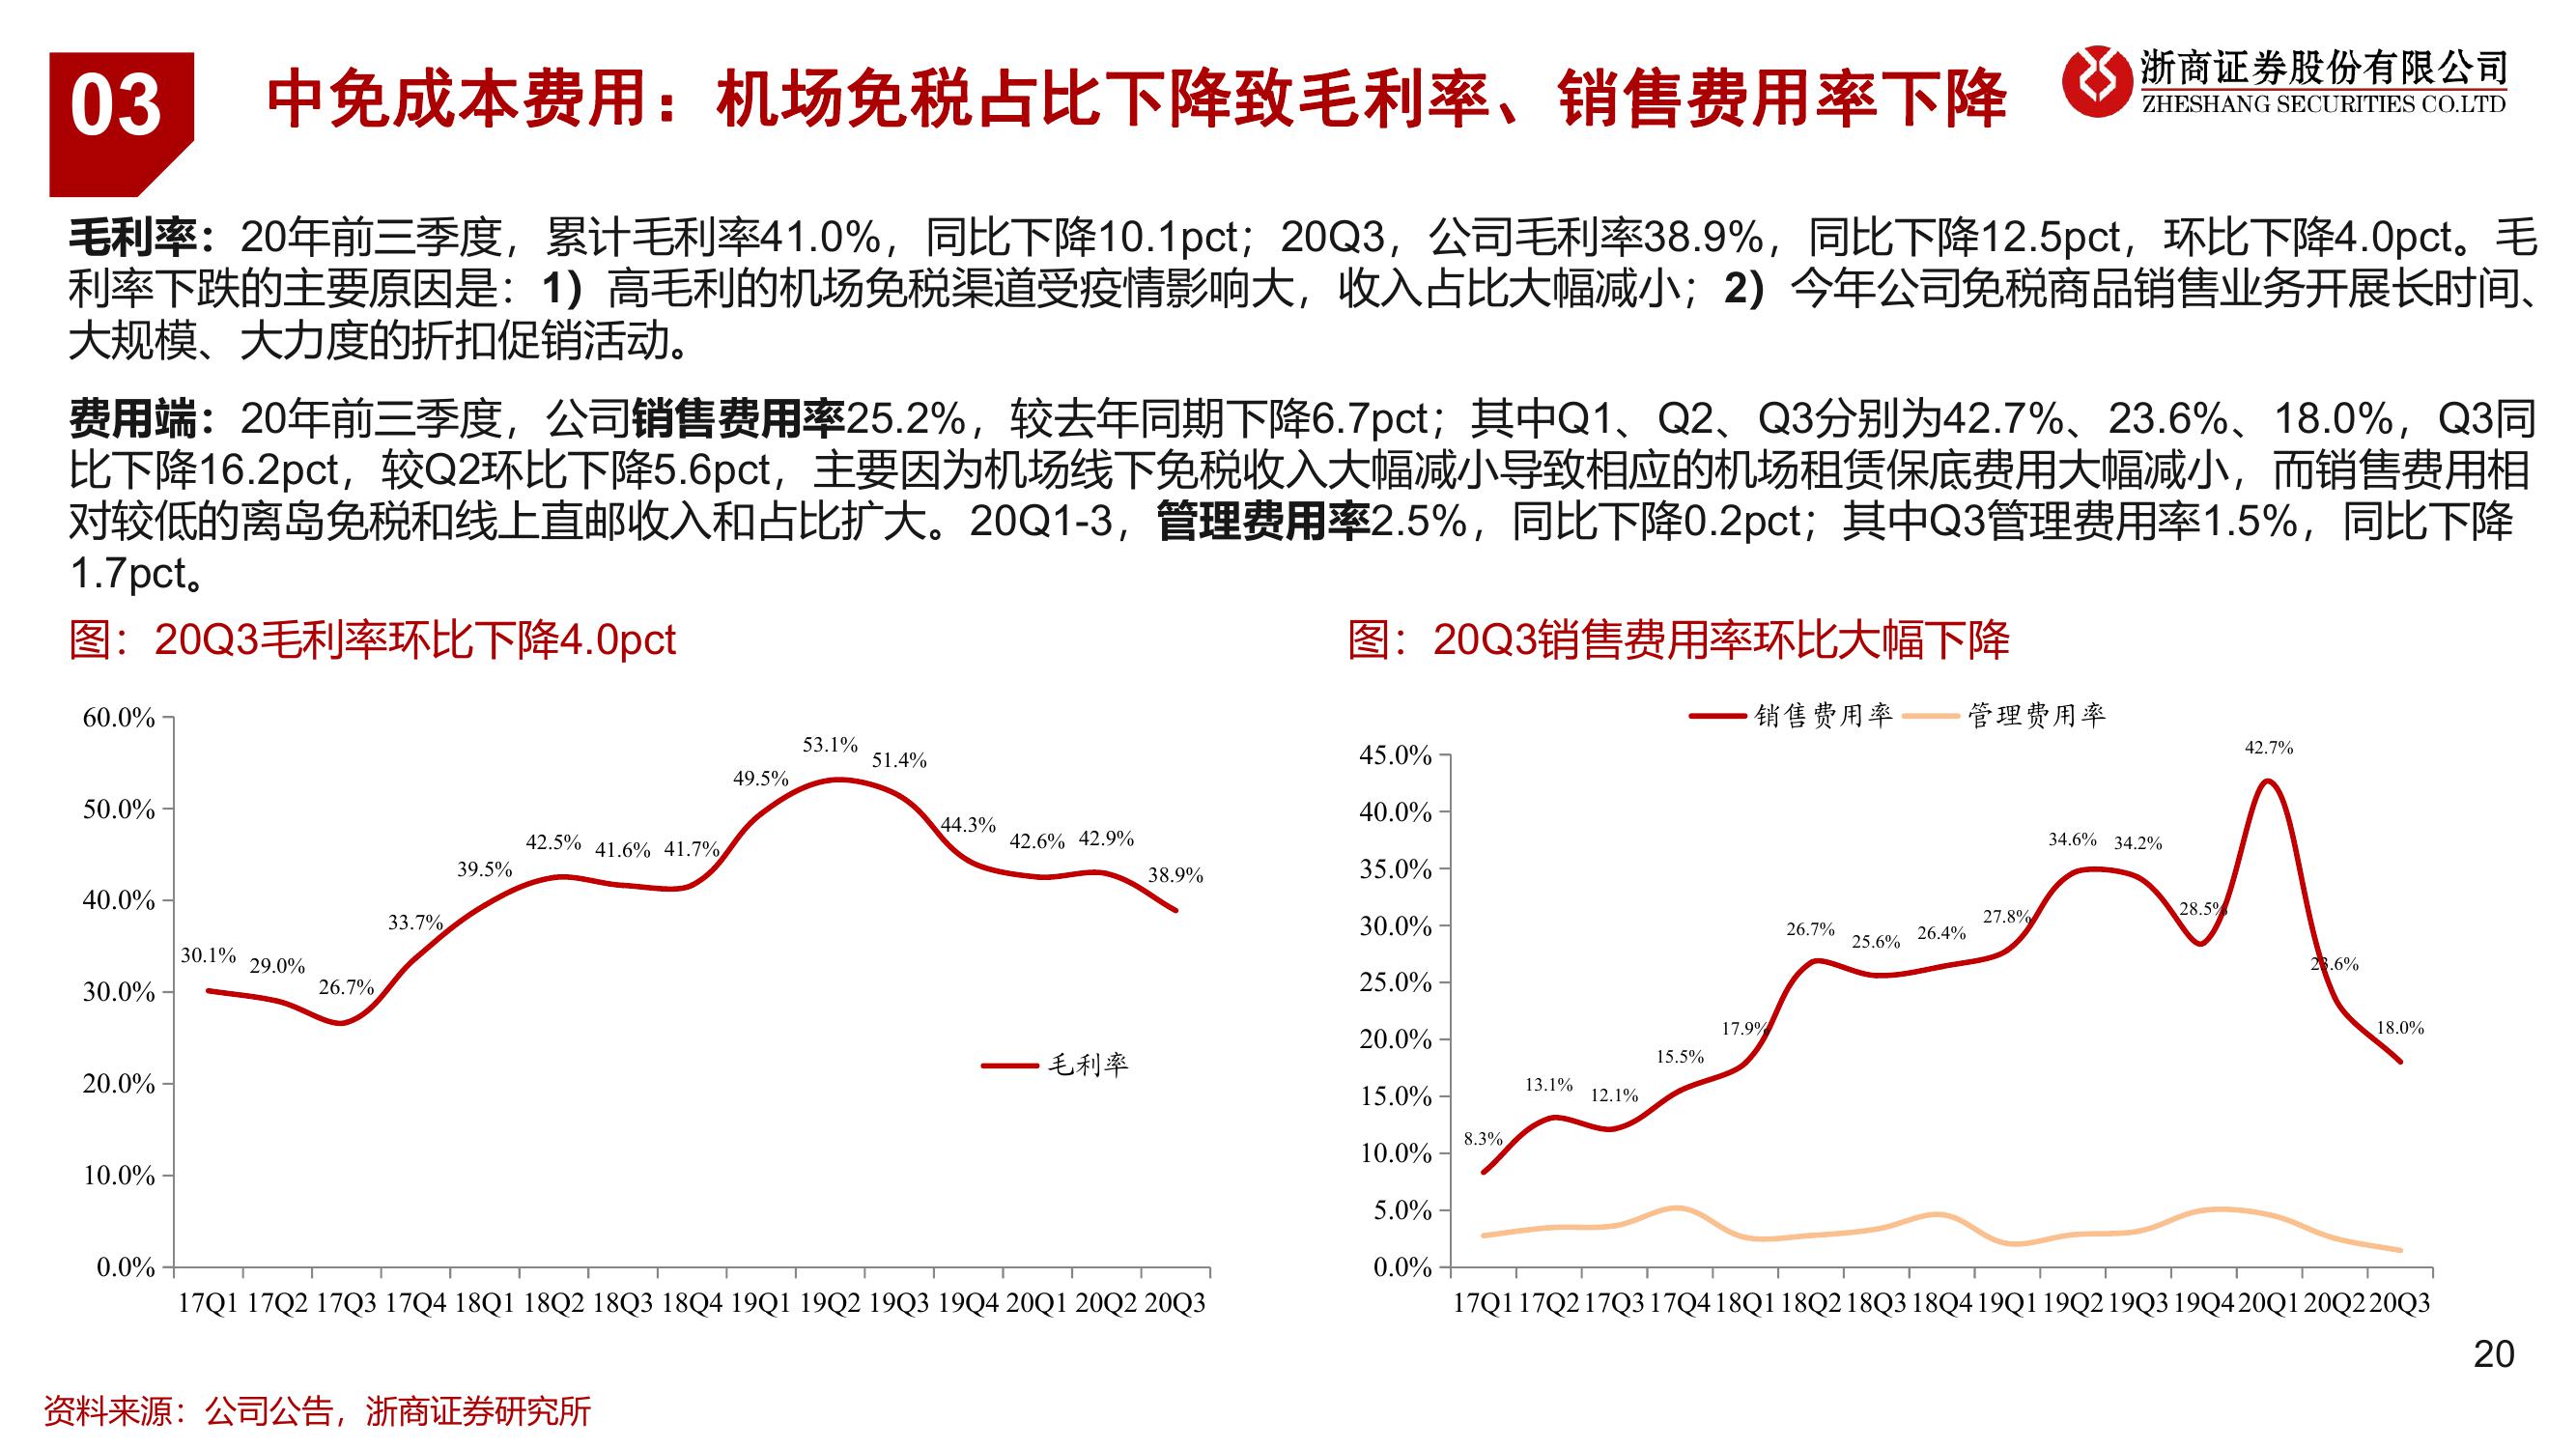 03
中免成本费用：机场免税占比下降致毛利率、销售费用率下降
浙商证券股份有限公司
ZHESHANG SECURITIES CO.LTD
毛利率：20年前三季度，累计毛利率41.0%，同比下降10.1pct；20Q3，公司毛利率38.9%，同比下降12.5pct，环比下降4.0pct。毛
利率下跌的主要原因是：1）高毛利的机场免税渠道受疫情影响大，收入占比大幅减小；2）今年公司免税商品销售业务开展长时间、
大规模、大力度的折扣促销活动。
费用端：20年前三季度，公司销售费用率25.2%，较去年同期下降6.7pct；其中Q1、Q2、Q3分别为42.7%、23.6%、18.0%，Q3同
比下降16.2pct，较Q2环比下降5.6pct，主要因为机场线下免税收入大幅减小导致相应的机场租赁保底费用大幅减小，而销售费用相
对较低的离岛免税和线上直邮收入和占比扩大。20Q1-3，管理费用率2.5%，同比下降0.2pct；其中Q3管理费用率1.5%，同比下降
1.7pct。
图：20Q3毛利率环比下降4.0pct
60.0%
50.0%
40.0%
30.0%
20.0%
10.0%
0.0%
30.1% 29.0% 26.7% 33.7% 39.5% 42.5% 41.6% 41.7% 49.5% 53.1% 51.4% 44.3% 42.6% 42.9% 38.9%
毛利率
17Q1 17Q2 17Q3 17Q4 18Q1 18Q2 18Q3 18Q4 19Q1 19Q2 19Q3 19Q4 20Q1 20Q2 20Q3
图：20Q3销售费用率环比大幅下降
销售费用率 管理费用率
45.0%
40.0%
35.0%
30.0%
25.0%
20.0%
15.0%
10.0%
5.0%
0.0%
8.3% 13.1% 12.1% 15.5% 17.9% 26.7% 25.6% 26.4% 27.8% 34.6% 34.2% 28.5% 42.7% 23.6% 18.0%
17Q1 17Q2 17Q3 17Q4 18Q1 18Q2 18Q3 18Q4 19Q1 19Q2 19Q3 19Q4 20Q1 20Q2 20Q3
20
资料来源：公司公告，浙商证券研究所